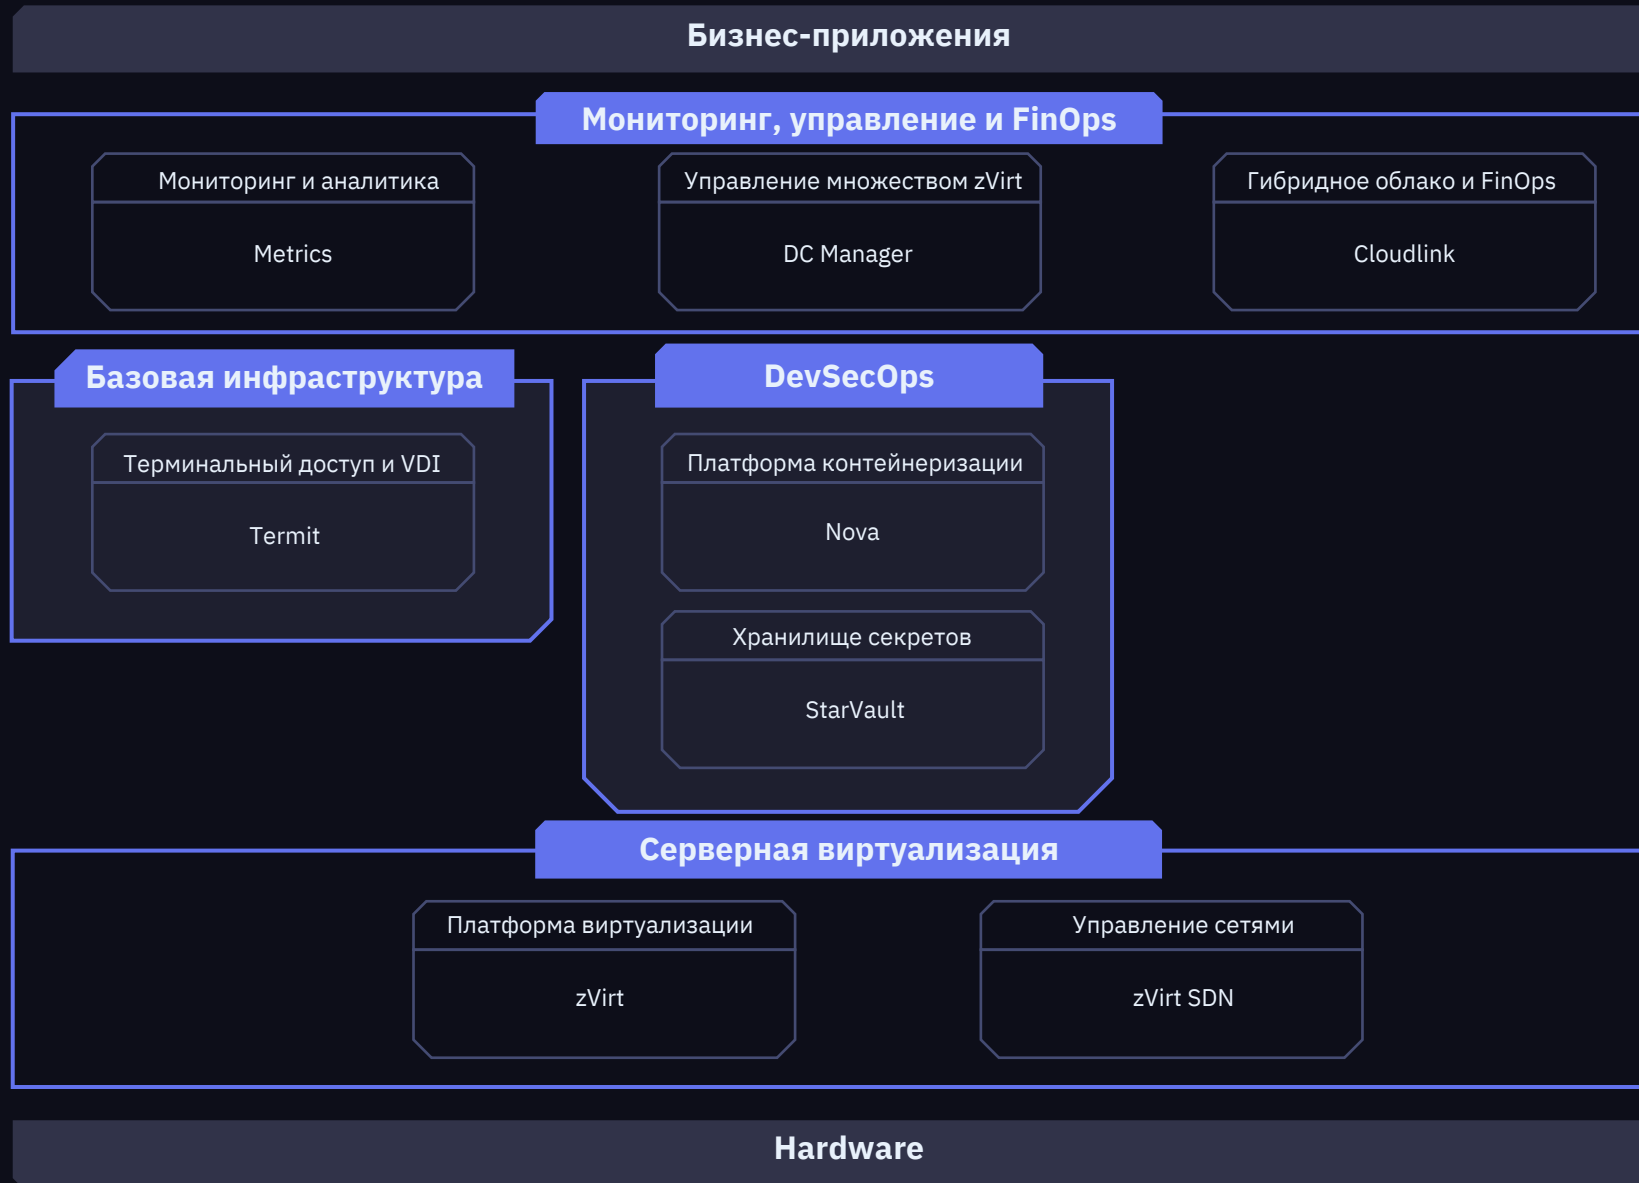 Бизнес-приложения
Мониторинг, управление и FinOps
Мониторинг и аналитика
Metrics
Управление множеством zVirt
DC Manager
Гибридное облако и FinOps
Cloudlink
Базовая инфраструктура
Терминальный доступ и VDI
Termit
DevSecOps
Платформа контейнеризации
Nova
Хранилище секретов
StarVault
Серверная виртуализация
Платформа виртуализации
zVirt
Управление сетями
zVirt SDN
Hardware